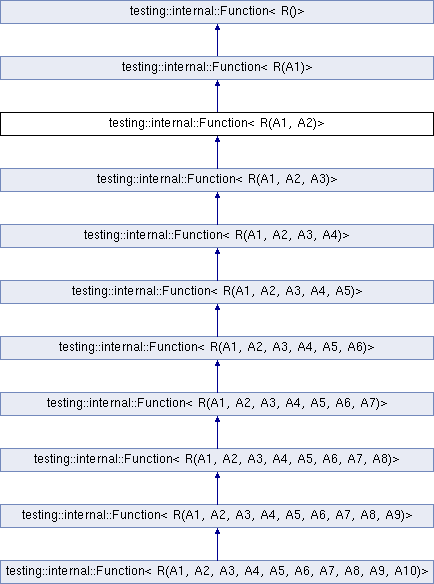 testing::internal::Function< R()>
testing::internal::Function< R(A1)>
testing::internal::Function< R(A1, A2)>
testing::internal::Function< R(A1, A2, A3)>
testing::internal::Function< R(A1, A2, A3, A4)>
testing::internal::Function< R(A1, A2, A3, A4, A5)>
testing::internal::Function< R(A1, A2, A3, A4, A5, A6)>
testing::internal::Function< R(A1, A2, A3, A4, A5, A6, A7)>
testing::internal::Function< R(A1, A2, A3, A4, A5, A6, A7, A8)>
testing::internal::Function< R(A1, A2, A3, A4, A5, A6, A7, A8, A9)>
testing::internal::Function< R(A1, A2, A3, A4, A5, A6, A7, A8, A9, A10)>